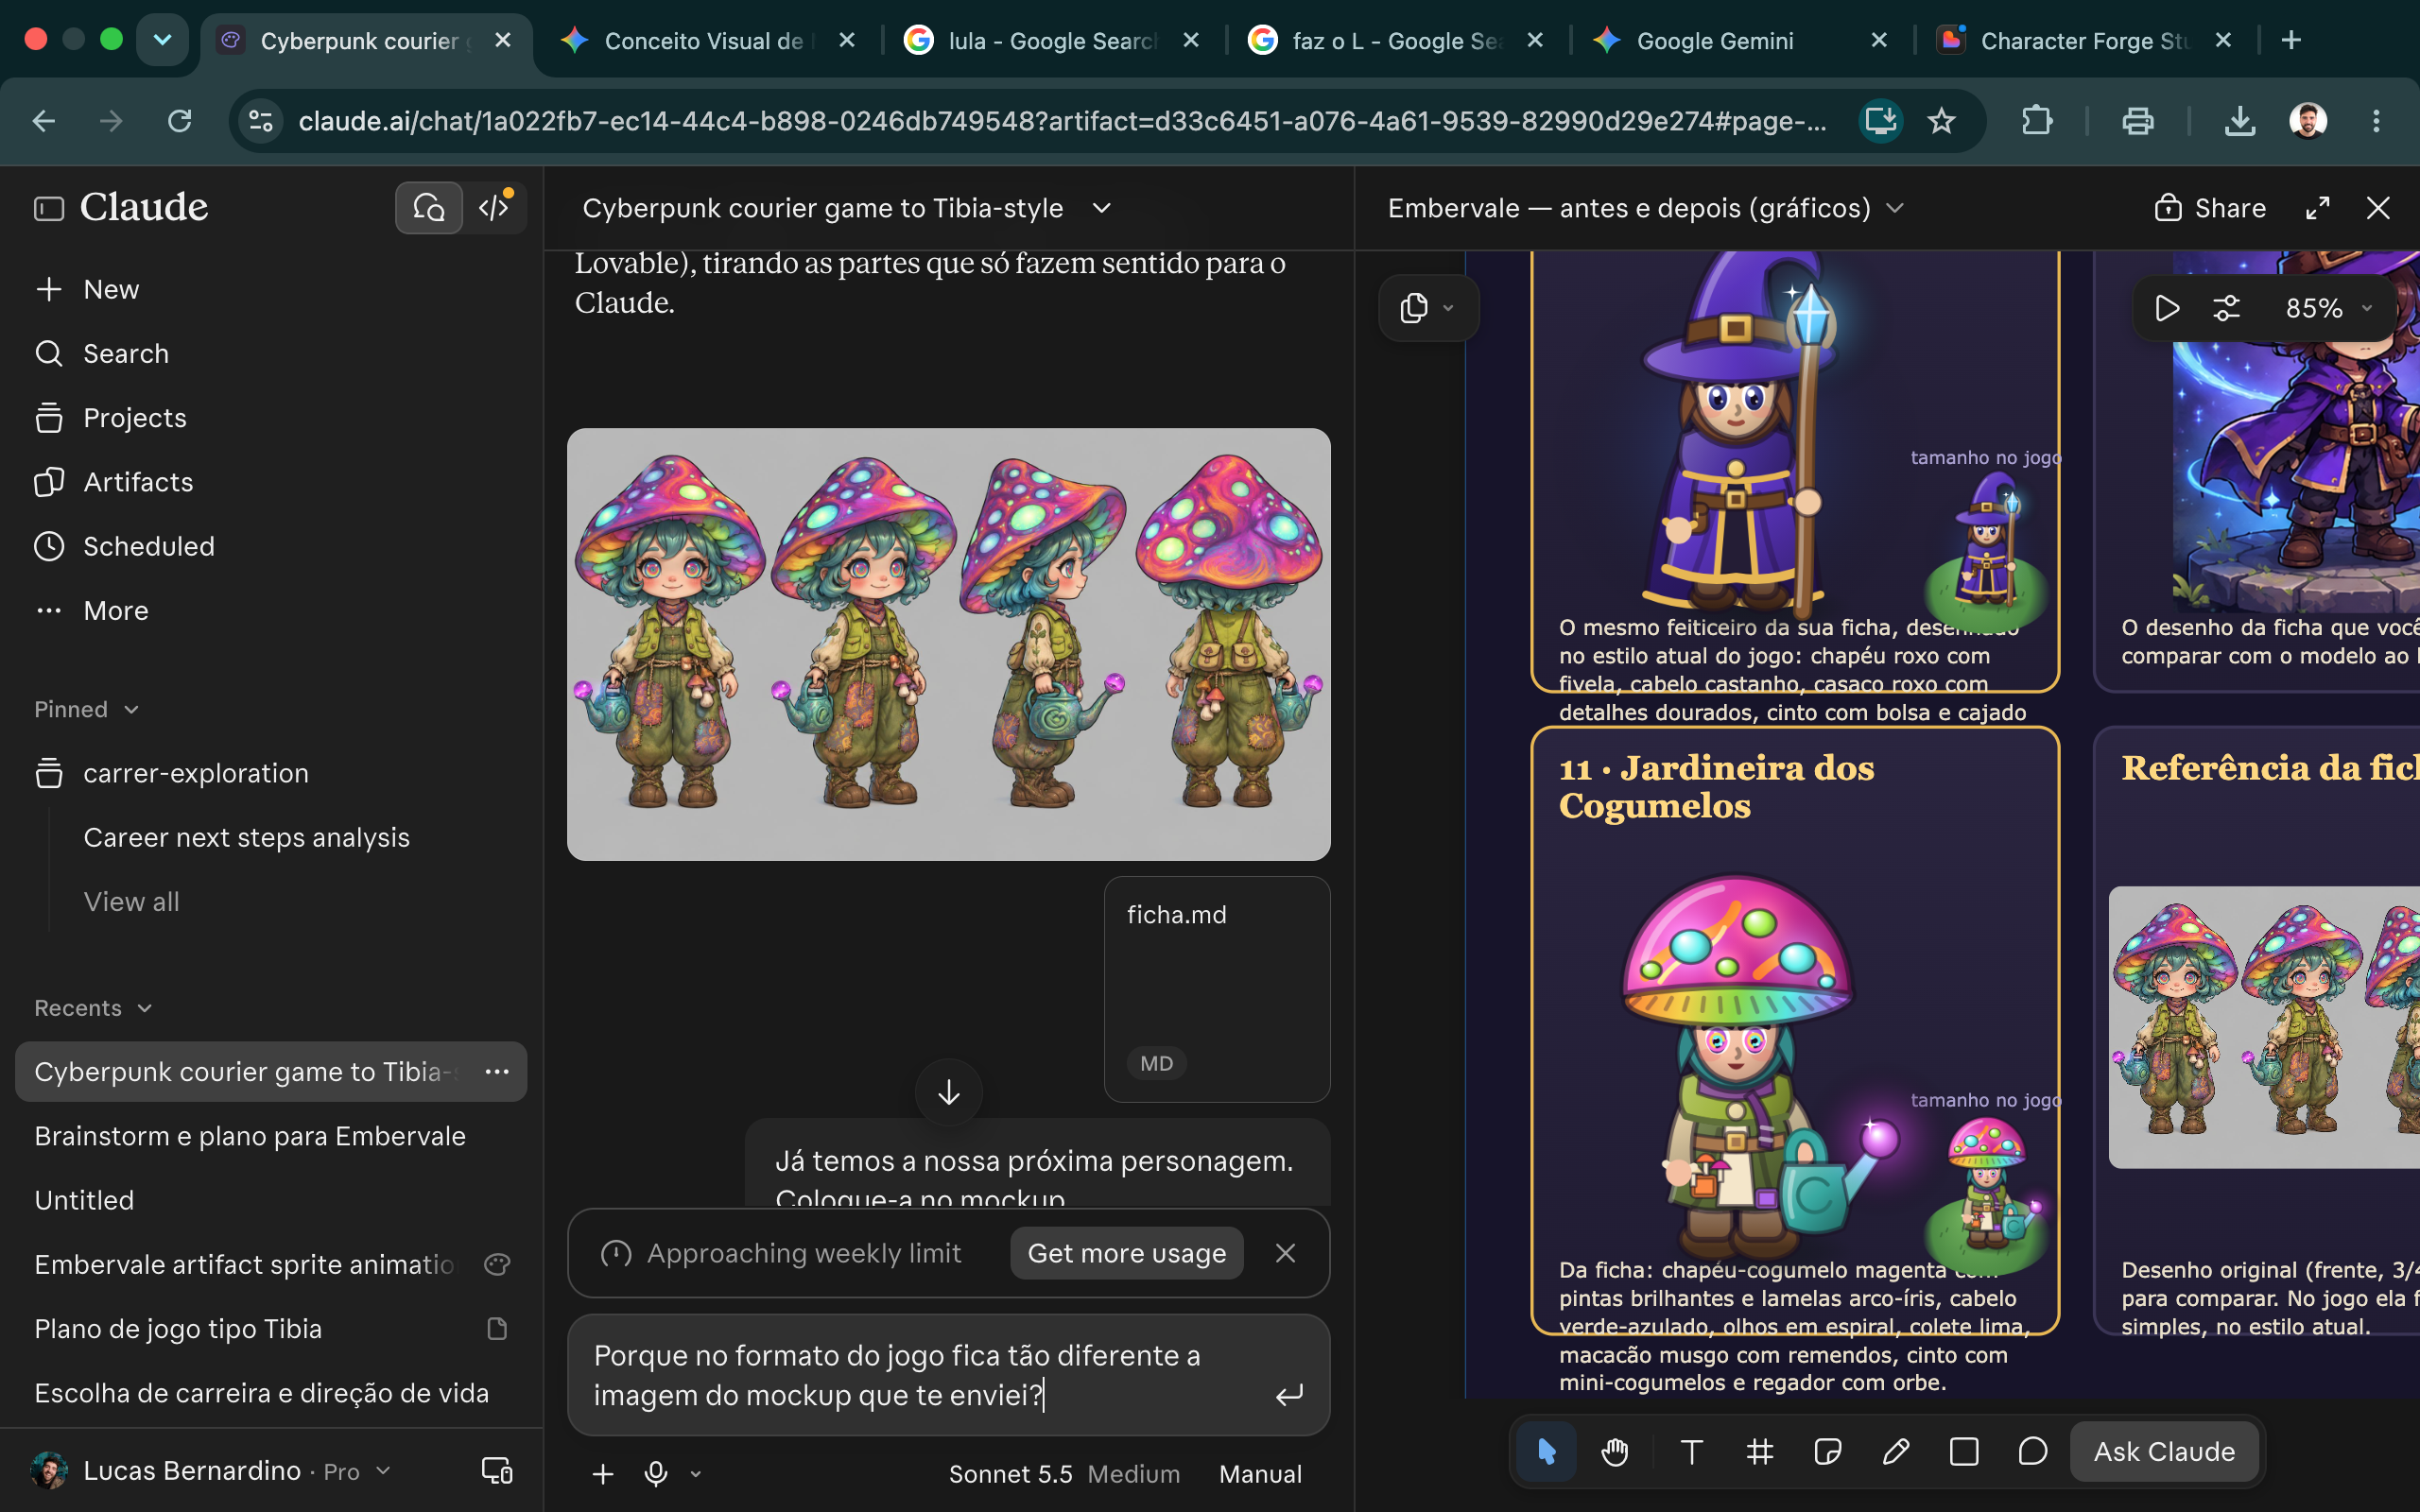 Cyberpunk courier
Conceito Visual de
lula - Google Search
faz o L - Google Sea
Google Gemini
Character Forge Stu
claude.ai/chat/1a022fb7-ec14-44c4-b898-0246db749548?artifact=d33c6451-a076-4a61-9539-82990d29e274#page-...
Claude
New
Search
Projects
Artifacts
Scheduled
More
Pinned
carrer-exploration
Career next steps analysis
View all
Recents
Cyberpunk courier game to Tibia-
Brainstorm e plano para Embervale
Untitled
Embervale artifact sprite animatio
Plano de jogo tipo Tibia
Escolha de carreira e direção de vida
Lucas Bernardino · Pro
Cyberpunk courier game to Tibia-style
Lovable), tirando as partes que só fazem sentido para o
Claude.
ficha.md
MD
Já temos a nossa próxima personagem.
Coloque-a no mockup
Approaching weekly limit
Get more usage
Porque no formato do jogo fica tão diferente a
imagem do mockup que te enviei?
Sonnet 5.5 Medium
Manual
Embervale — antes e depois (gráficos)
Share
85%
tamanho no jogo
O mesmo feiticeiro da sua ficha, desenhado
no estilo atual do jogo: chapéu roxo com
fivela, cabelo castanho, casaco roxo com
detalhes dourados, cinto com bolsa e cajado
O desenho da ficha que você
comparar com o modelo ao
11 · Jardineira dos
Cogumelos
tamanho no jogo
Da ficha: chapéu-cogumelo magenta com
pintas brilhantes e lamelas arco-íris, cabelo
verde-azulado, olhos em espiral, colete lima,
macacão musgo com remendos, cinto com
mini-cogumelos e regador com orbe.
Referência da fich
Desenho original (frente, 3/4
para comparar. No jogo ela f
simples, no estilo atual.
Ask Claude